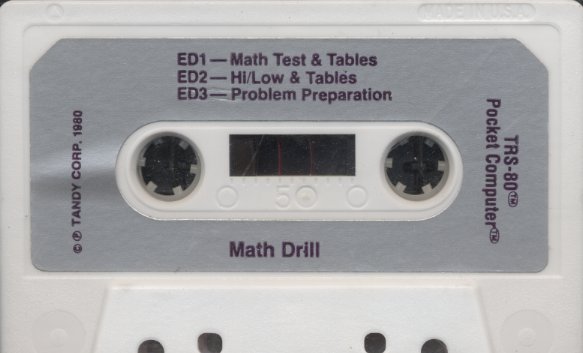 MADE IN U.S.A.
A
ED1 — Math Test & Tables
ED2 — Hi/Low & Tables
ED3 — Problem Preparation
© ℗ TANDY CORP. 1980
TRS-80™
Pocket Computer™
50
Math Drill